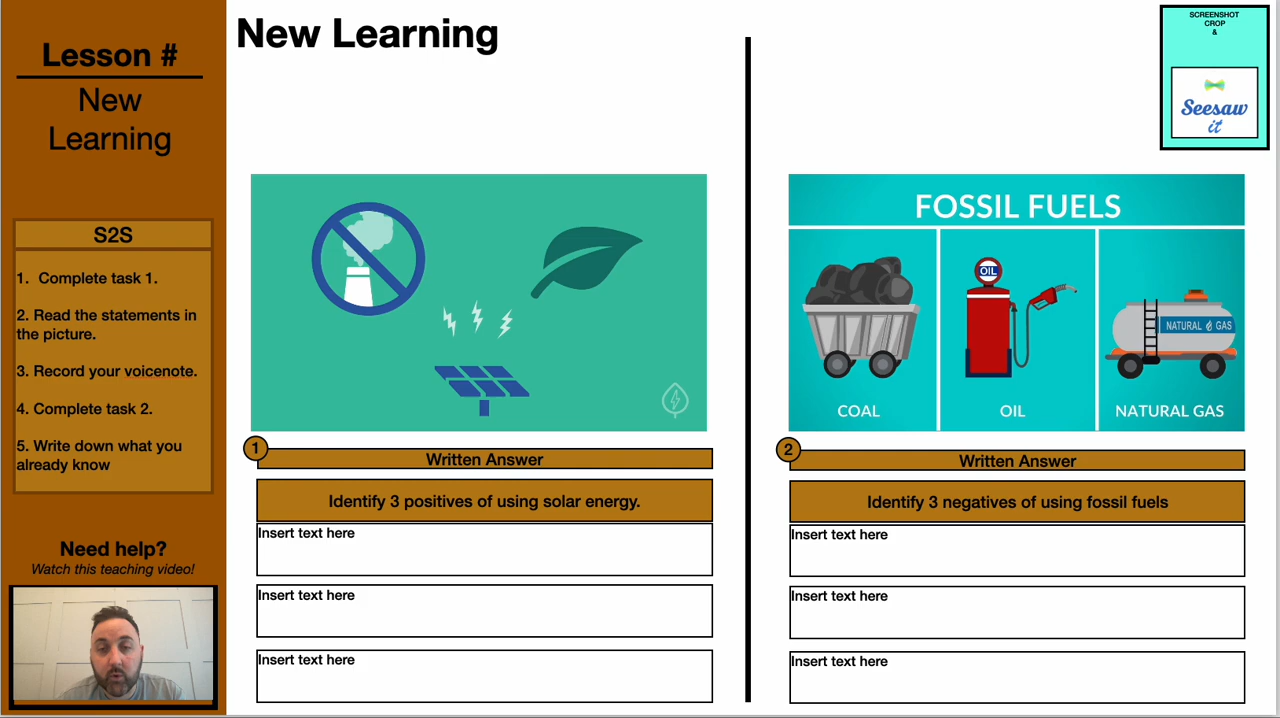 Lesson #
New
Learning
S2S
1. Complete task 1.
2. Read the statements in
the picture.
3. Record your voicenote.
4. Complete task 2.
5. Write down what you
already know
Need help?
Watch this teaching video!
New Learning
1
Written Answer
Identify 3 positives of using solar energy.
Insert text here
Insert text here
Insert text here
SCREENSHOT
CROP
&
Seesaw
it
FOSSIL FUELS
OIL
NATURAL GAS
COAL
OIL
NATURAL GAS
2
Written Answer
Identify 3 negatives of using fossil fuels
Insert text here
Insert text here
Insert text here